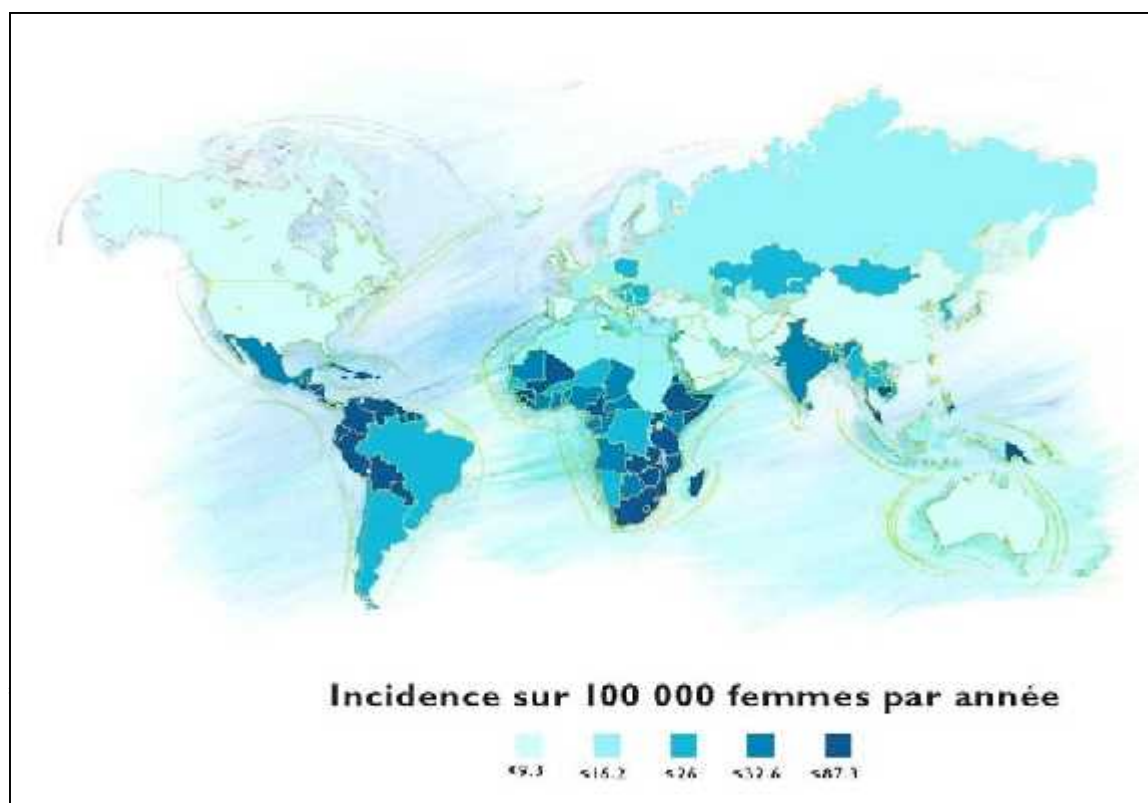 Incidence sur 100 000 femmes par année
<9.3 ≤16.2 ≤26 ≤32.6 ≤87.3